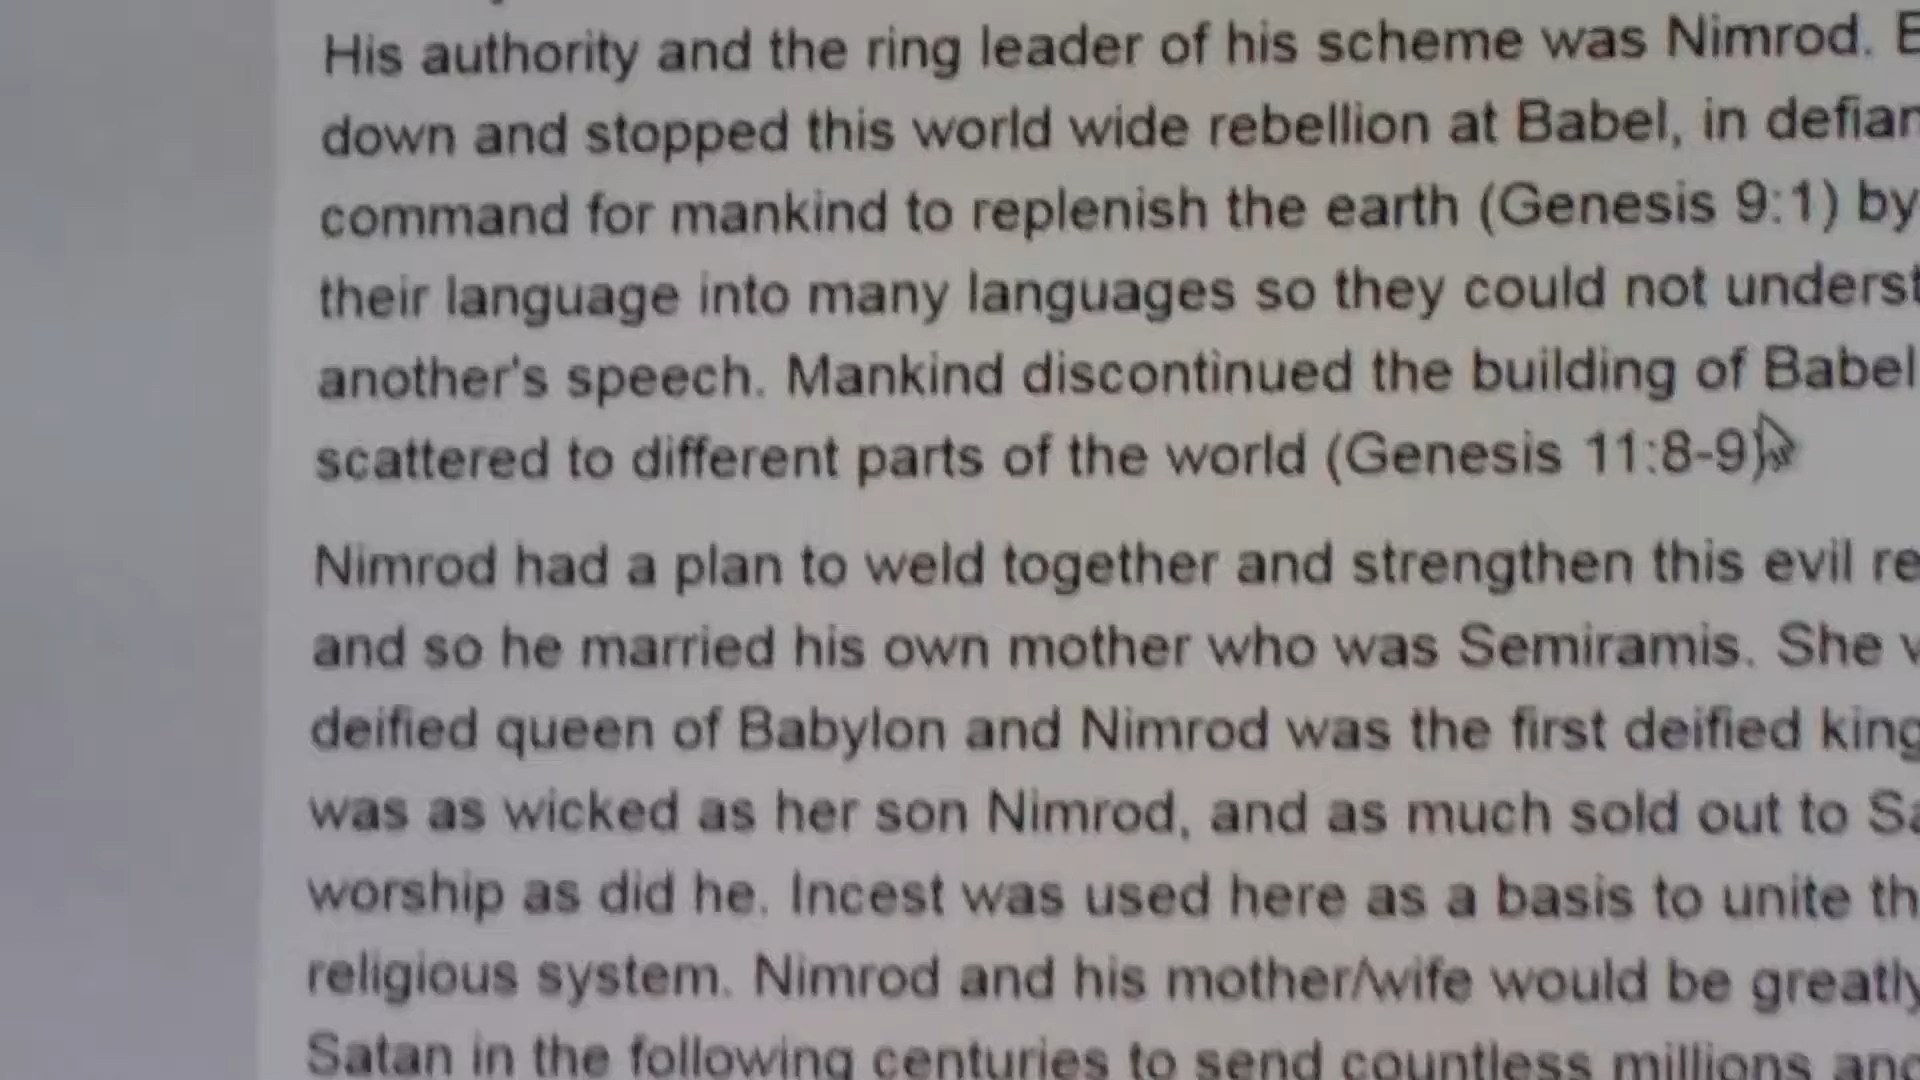 His authority and the ring leader of his scheme was Nimrod.
down and stopped this world wide rebellion at Babel, in
command for mankind to replenish the earth (Genesis 9:1) by
their language into many languages so they could not
another's speech. Mankind discontinued the building of Babel
scattered to different parts of the world (Genesis 11:8-9)
Nimrod had a plan to weld together and strengthen this evil
and so he married his own mother who was Semiramis. She
deified queen of Babylon and Nimrod was the first deified king
was as wicked as her son Nimrod, and as much sold out to
worship as did he. Incest was used here as a basis to unite
religious system. Nimrod and his mother/wife would be greatly
Satan in the following centuries to send countless millions